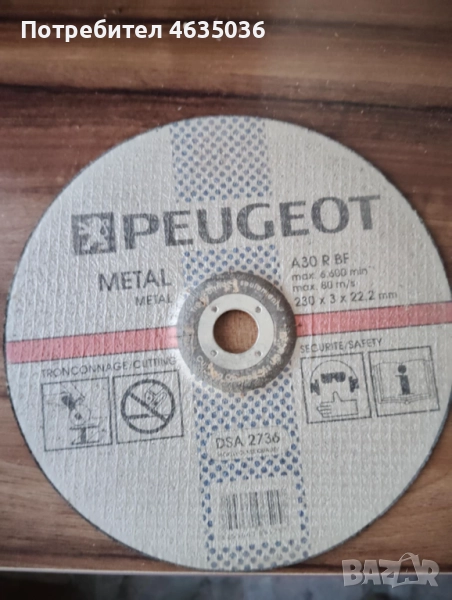 Потребител 4635036
PEUGEOT
METAL
METAL
A30 R BF
max. 6.600 min
max. 80 m/s
230 x 3 x 22.2 mm
TRONCONNAGE/CUTTING
SECURITE/SAFETY
DSA 2736
BAZAR